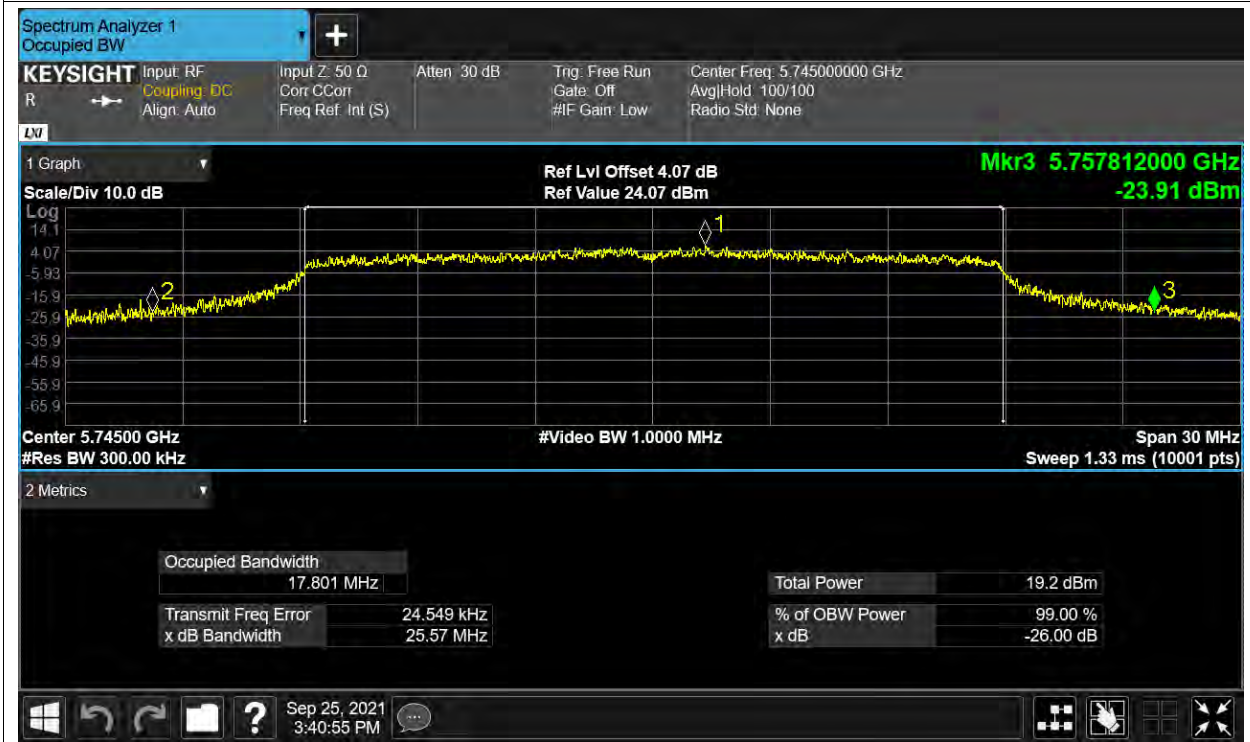 Spectrum Analyzer 1
Occupied BW
+
KEYSIGHT
R
LXI
Input: RF
Coupling: DC
Align: Auto
Input Z: 50 Ω
Corr CCorr
Freq Ref: Int (S)
Atten: 30 dB
Trig: Free Run
Gate: Off
#IF Gain: Low
Center Freq: 5.745000000 GHz
Avg|Hold: 100/100
Radio Std: None
1 Graph
Scale/Div 10.0 dB
Ref Lvl Offset 4.07 dB
Ref Value 24.07 dBm
Mkr3 5.757812000 GHz
-23.91 dBm
Log
14.1
4.07
-5.93
-15.9
-25.9
-35.9
-45.9
-55.9
-65.9
1
2
3
Center 5.74500 GHz
#Res BW 300.00 kHz
#Video BW 1.0000 MHz
Span 30 MHz
Sweep 1.33 ms (10001 pts)
2 Metrics
Occupied Bandwidth
17.801 MHz
Transmit Freq Error 24.549 kHz
x dB Bandwidth 25.57 MHz
Total Power 19.2 dBm
% of OBW Power 99.00 %
x dB -26.00 dB
?
Sep 25, 2021
3:40:55 PM